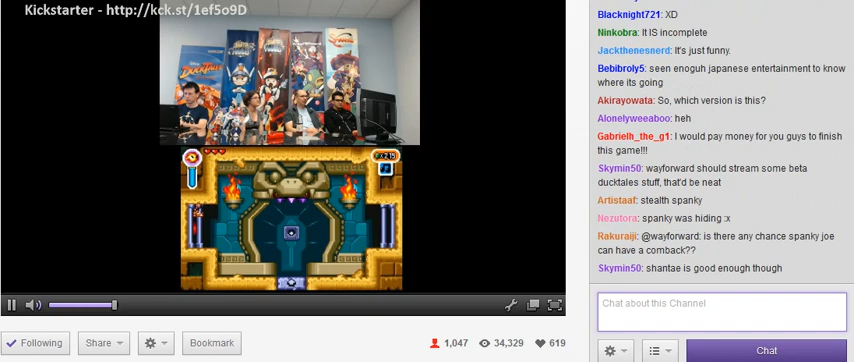 Kickstarter - http://kck.st/1ef5o9D
DUCKTALES
Blacknight721: XD
Ninkobra: It IS incomplete
Jackthenesnerd: It's just funny.
Bebibroly5: seen enoguh japanese entertainment to know
where its going
Akirayowata: So, which version is this?
Alonelyweeaboo: heh
Gabrielh_the_g1: I would pay money for you guys to finish
this game!!!
Skymin50: wayforward should stream some beta
ducktales stuff, that'd be neat
Artistaaf: stealth spanky
Nezutora: spanky was hiding :x
Rakuraiji: @wayforward: is there any chance spanky joe
can have a comback??
Skymin50: shantae is good enough though
Chat about this Channel
Chat
Following
Share
Bookmark
1,047
34,329
619